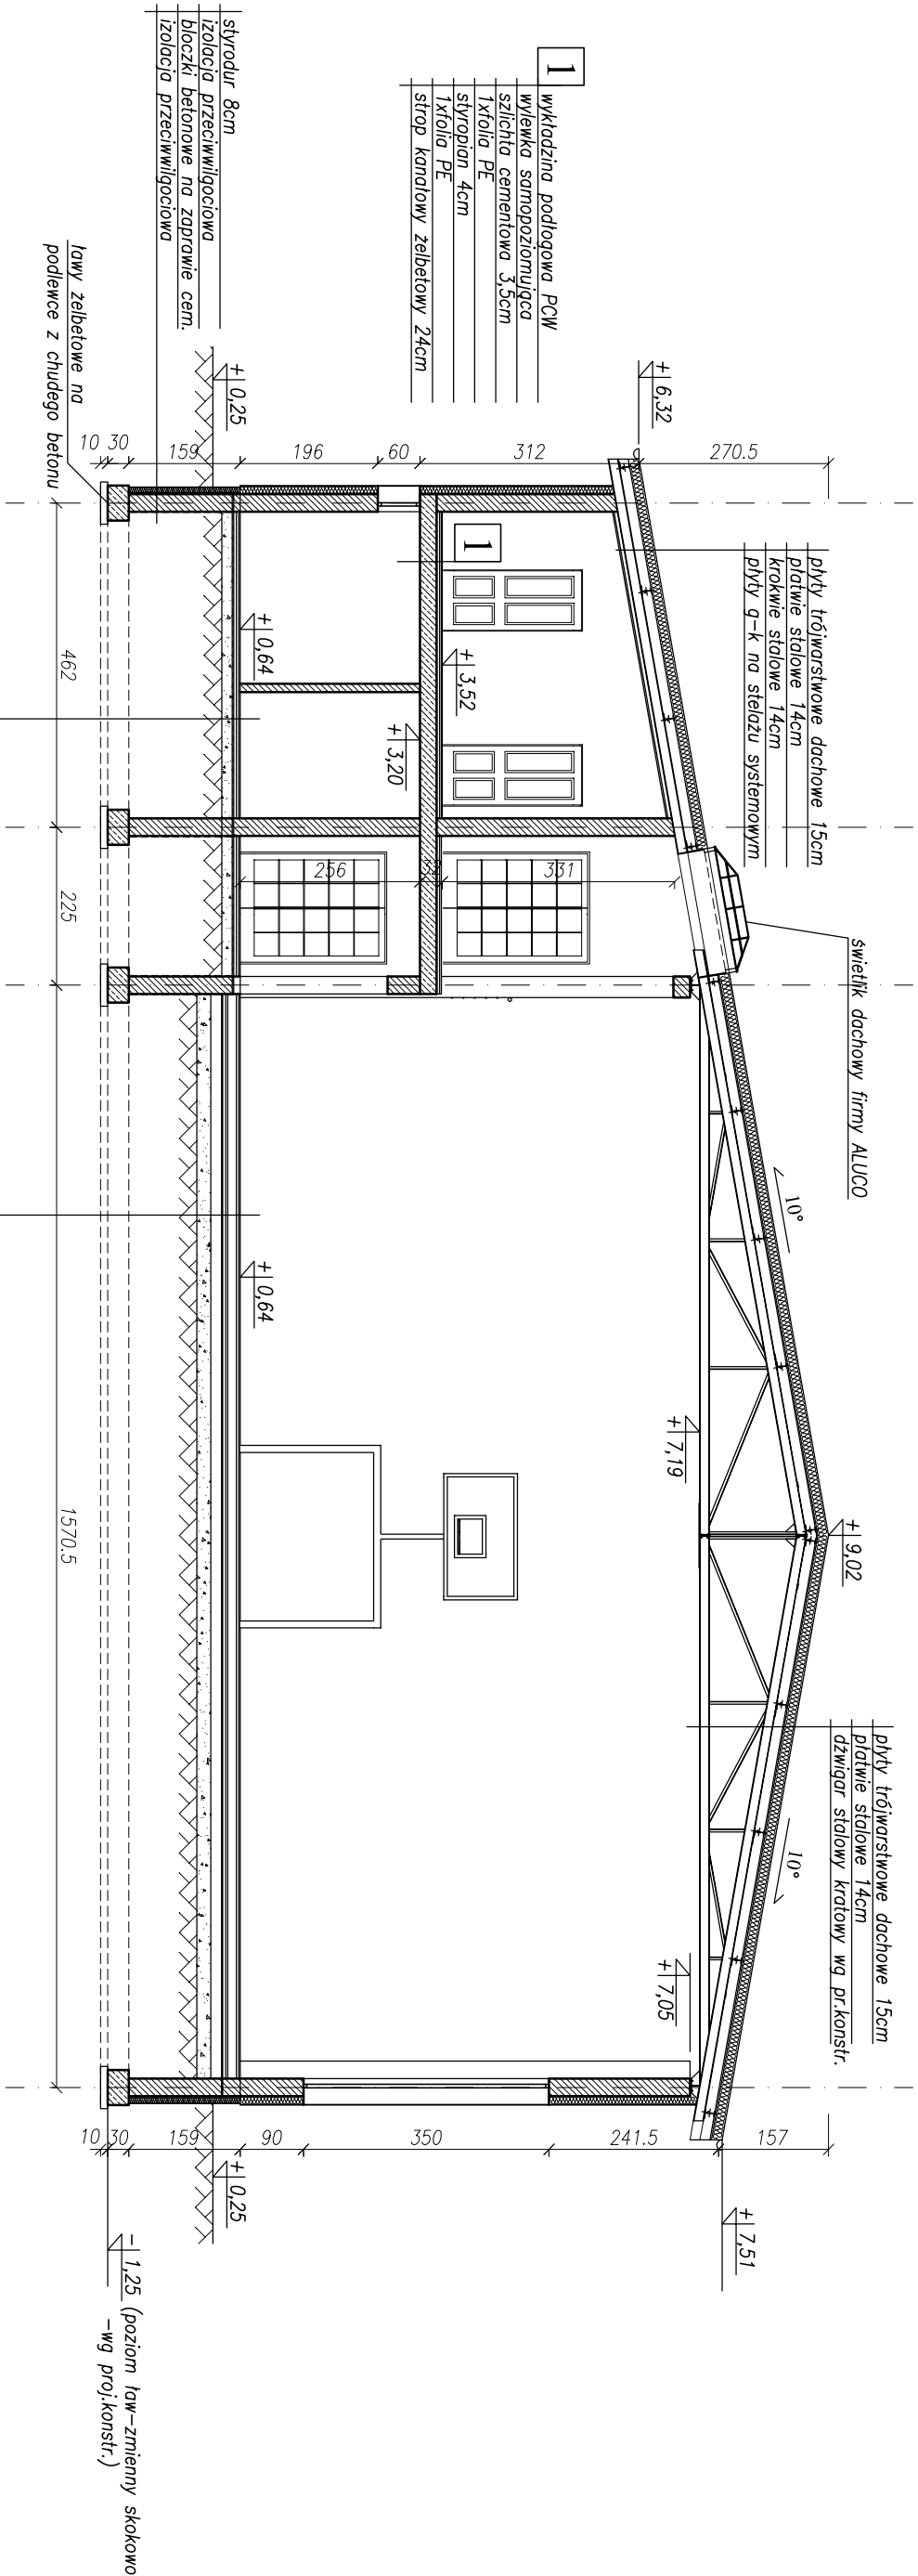 1
wykładzina podłogowa PCW
wylewka samopoziomująca
szlichta cementowa 3,5cm
1xfolia PE
styropian 4cm
1xfolia PE
strop kanałowy żelbetowy 24cm
styrodur 8cm
izolacja przeciwwilgociowa
bloczki betonowe na zaprawie cem.
izolacja przeciwwilgociowa
ławy żelbetowe na
podlewce z chudego betonu
płyty trójwarstwowe dachowe 15cm
płatwie stalowe 14cm
krokwie stalowe 14cm
płyty g-k na stelażu systemowym
świetlik dachowy firmy ALUCO
płyty trójwarstwowe dachowe 15cm
płatwie stalowe 14cm
dźwigar stalowy kratowy wg pr.konstr.
10°
10°
+ 9,02
+ 6,32
+ 7,51
+ 7,19
+ 7,05
+ 3,52
+ 3,20
+ 0,64
+ 0,64
+ 0,25
+ 0,25
- 1,25 (poziom ław-zmienny skokowo
-wg proj.konstr.)
1
270.5
312
60
196
159
30
10
331
32
256
157
241.5
350
90
159
30
10
462
225
1570.5